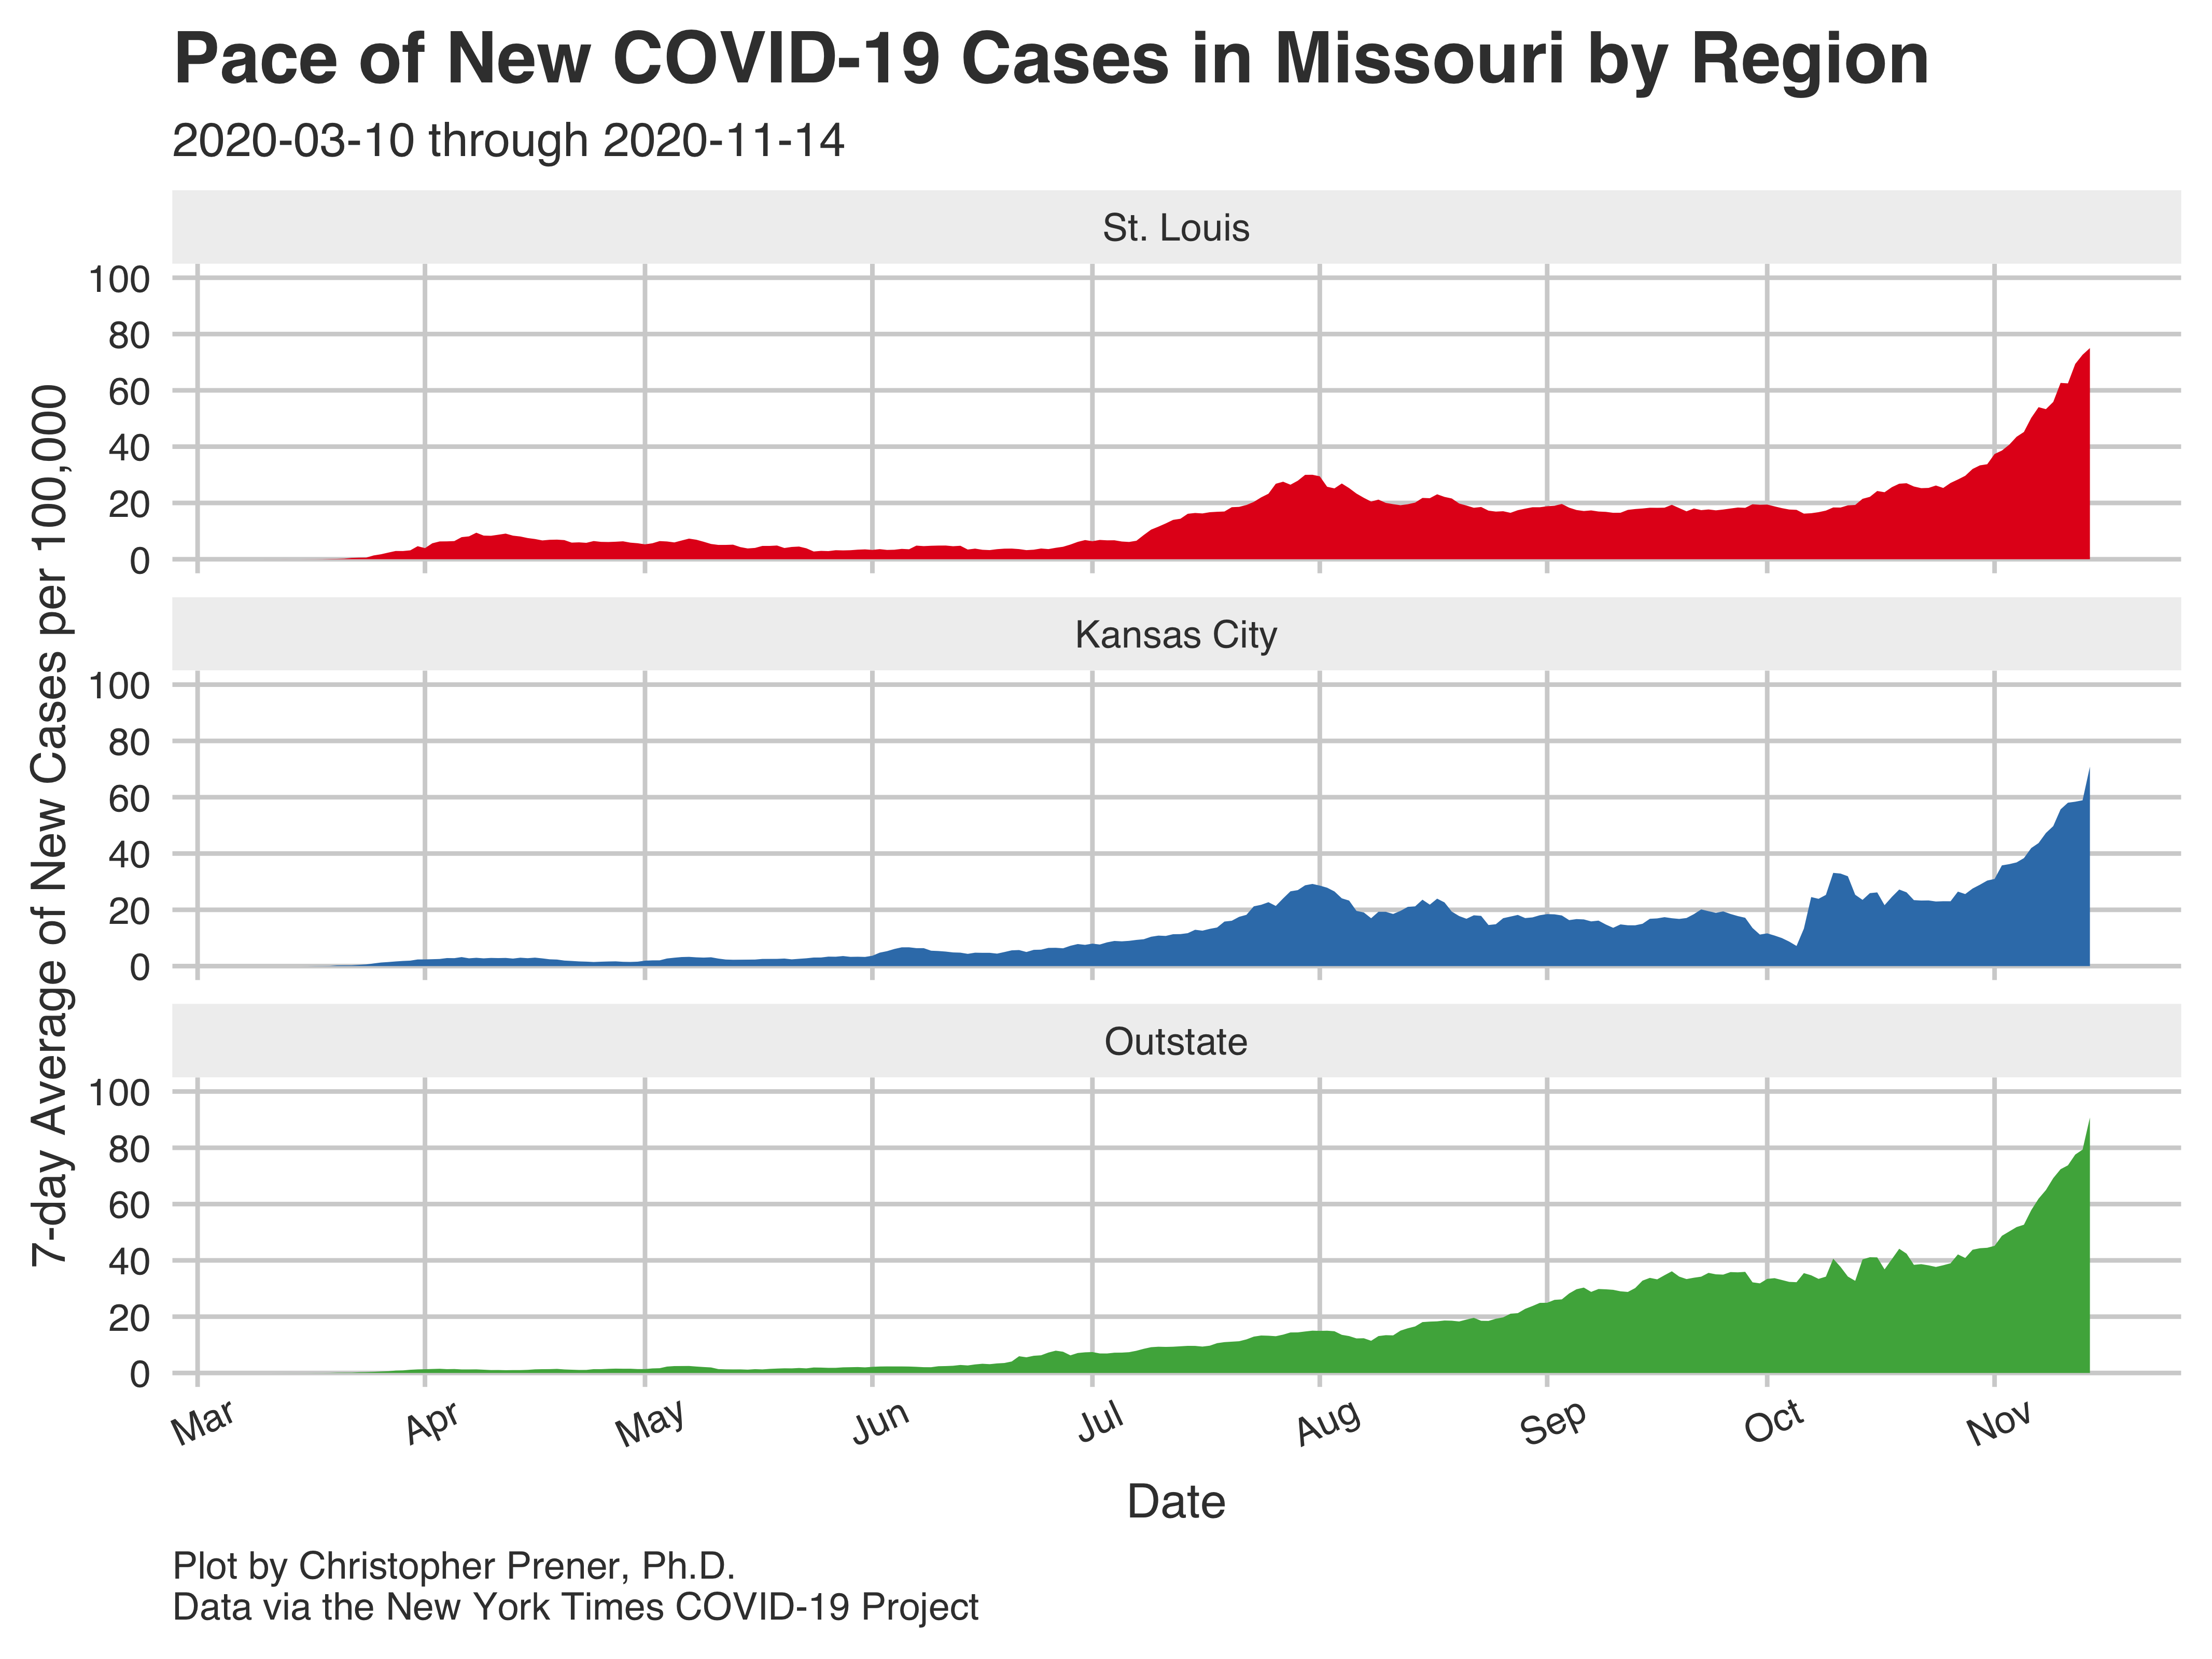 Pace of New COVID-19 Cases in Missouri by Region
2020-03-10 through 2020-11-14
7-day Average of New Cases per 100,000
St. Louis
100
80
60
40
20
0
Kansas City
100
80
60
40
20
0
Outstate
100
80
60
40
20
0
Mar Apr May Jun Jul Aug Sep Oct Nov
Date
Plot by Christopher Prener, Ph.D.
Data via the New York Times COVID-19 Project